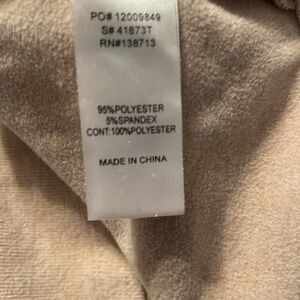 PO# 12009849
S# 41873T
RN#138713
95%POLYESTER
5%SPANDEX
CONT:100%POLYESTER
MADE IN CHINA